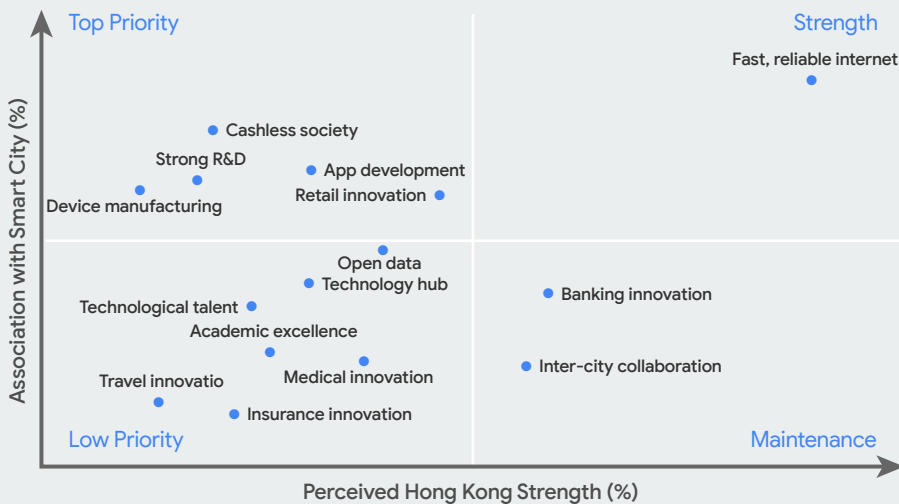 Top Priority
Strength
Fast, reliable internet
Cashless society
Strong R&D
App development
Device manufacturing
Retail innovation
Open data
Technology hub
Banking innovation
Technological talent
Academic excellence
Inter-city collaboration
Medical innovation
Travel innovatio
Insurance innovation
Low Priority
Maintenance
Association with Smart City (%)
Perceived Hong Kong Strength (%)